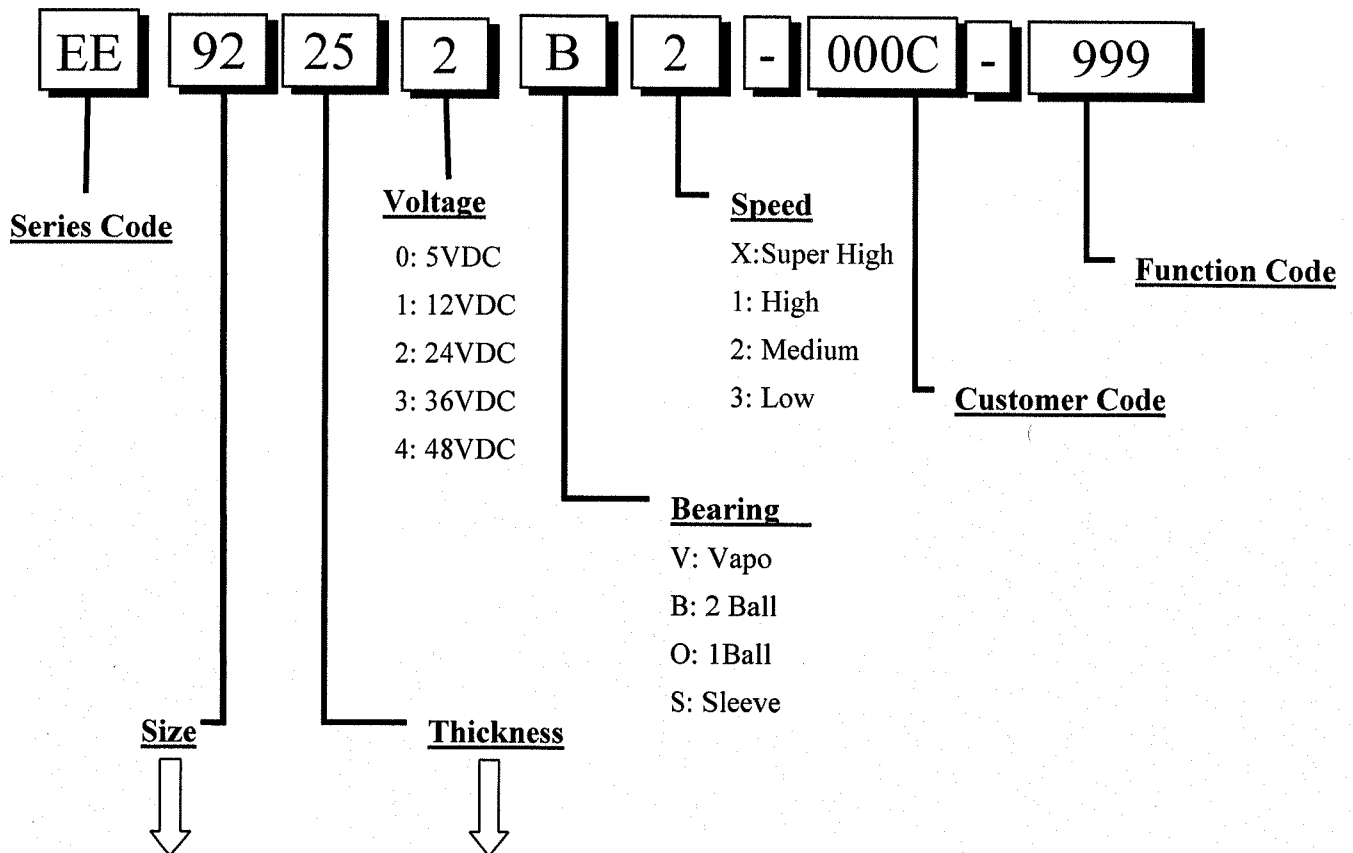 EE 92 25 2 B 2 - 000C - 999
Series Code
Voltage
0: 5VDC
1: 12VDC
2: 24VDC
3: 36VDC
4: 48VDC
Speed
X:Super High
1: High
2: Medium
3: Low
Function Code
Customer Code
Bearing
V: Vapo
B: 2 Ball
O: 1Ball
S: Sleeve
Size
Thickness